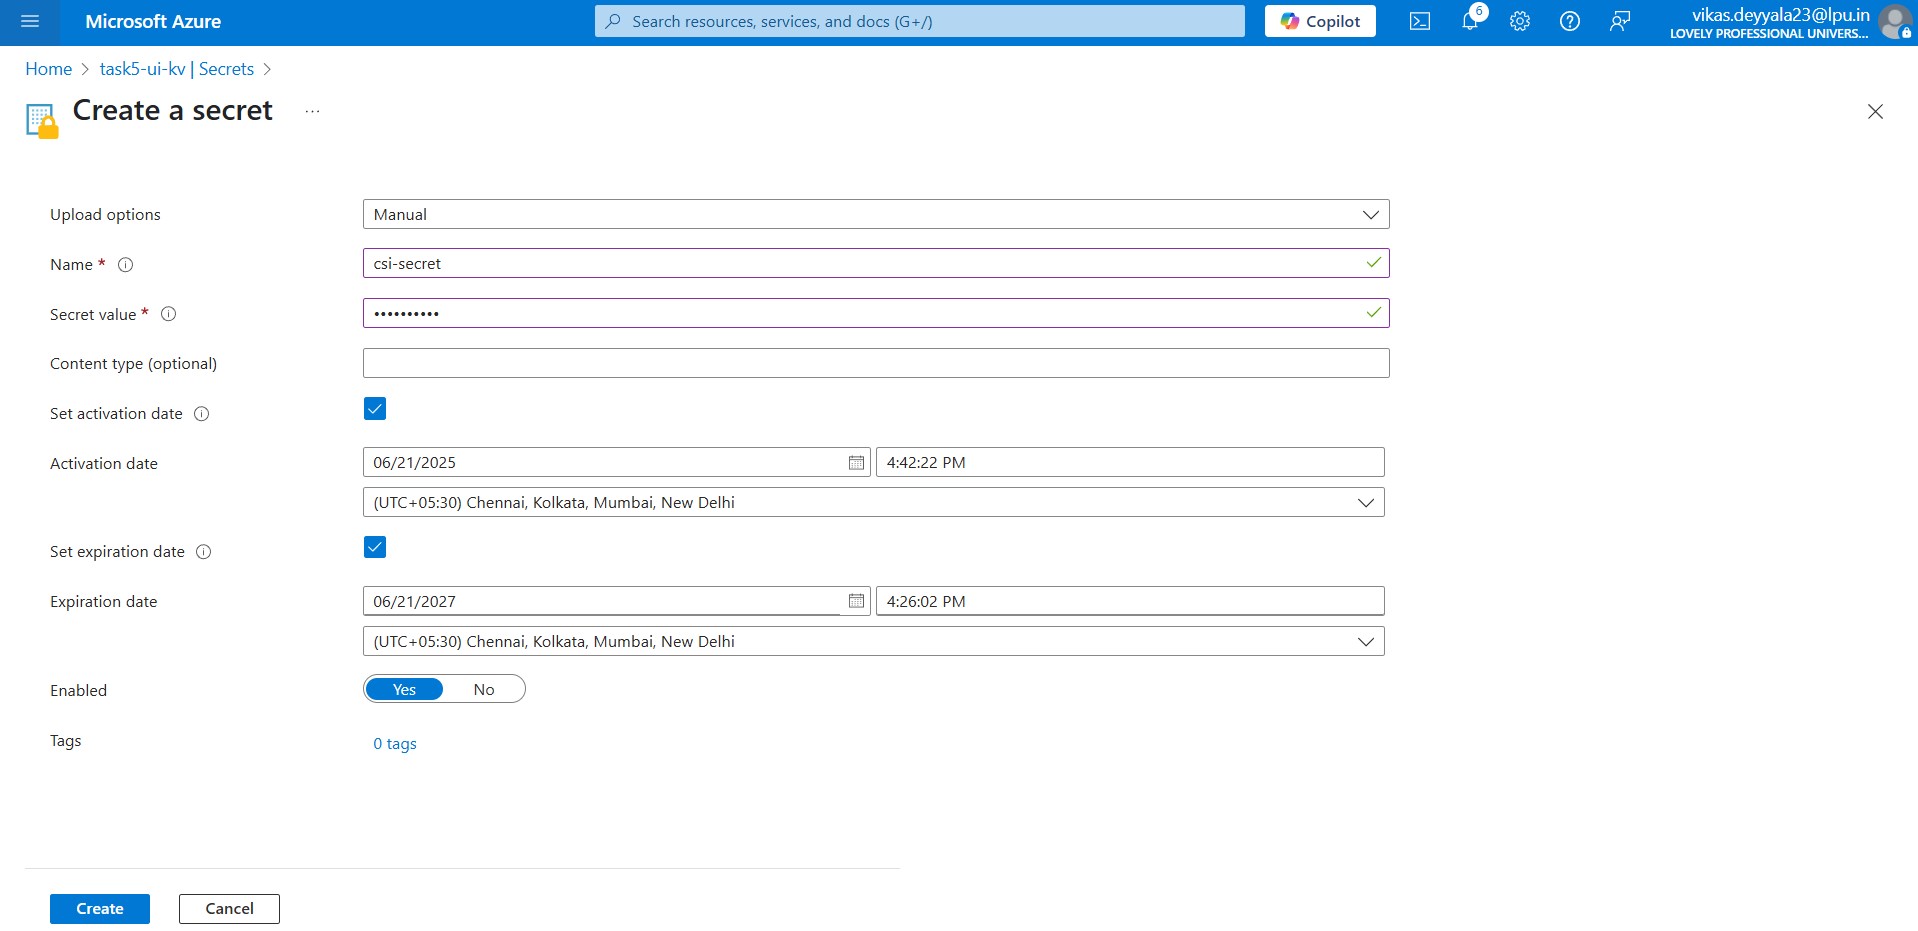 Microsoft Azure
Search resources, services, and docs (G+/)
Copilot
6
vikas.deyyala23@lpu.in
LOVELY PROFESSIONAL UNIVERS...
Home > task5-ui-kv | Secrets >
Create a secret ...
Upload options
Manual
Name *
csi-secret
Secret value *
••••••••••
Content type (optional)
Set activation date
Activation date
06/21/2025
4:42:22 PM
(UTC+05:30) Chennai, Kolkata, Mumbai, New Delhi
Set expiration date
Expiration date
06/21/2027
4:26:02 PM
(UTC+05:30) Chennai, Kolkata, Mumbai, New Delhi
Enabled
Yes No
Tags
0 tags
Create
Cancel